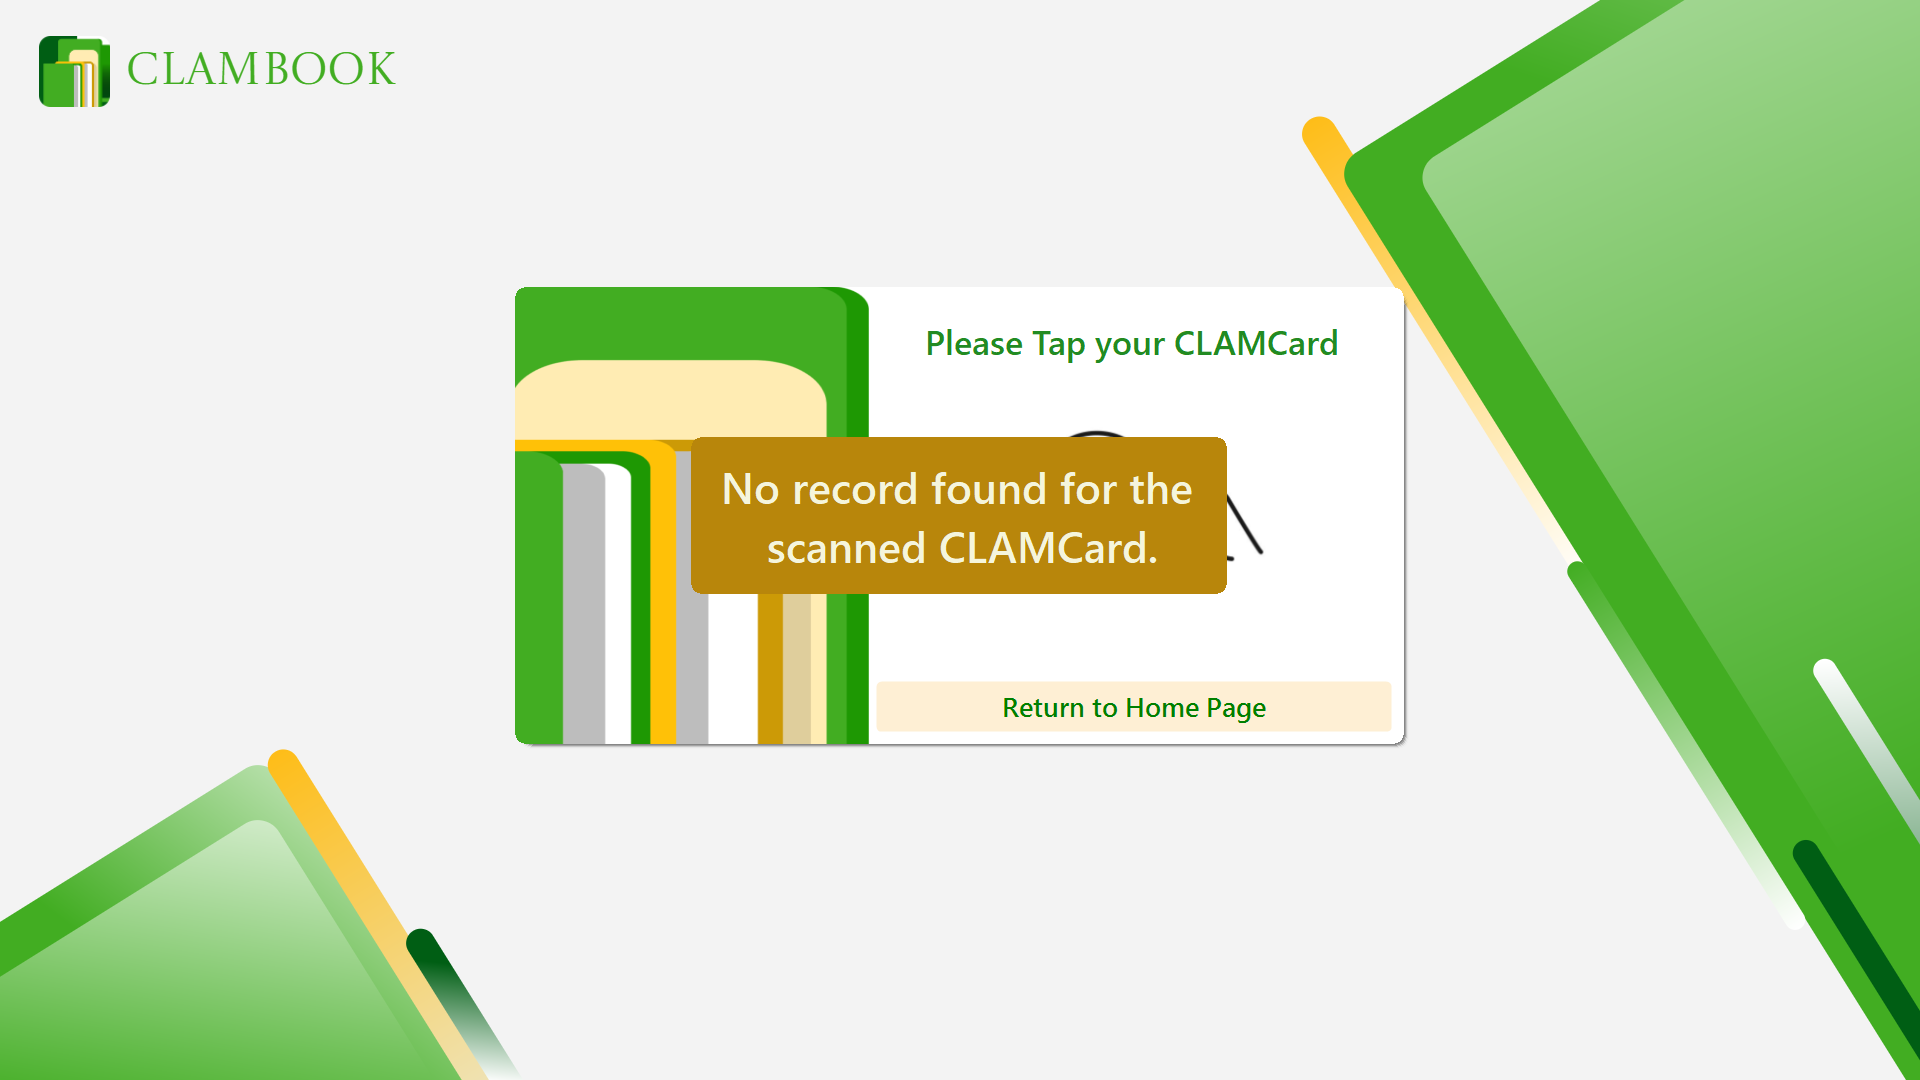 CLAMBOOK
Please Tap your CLAMCard
No record found for the
scanned CLAMCard.
Return to Home Page